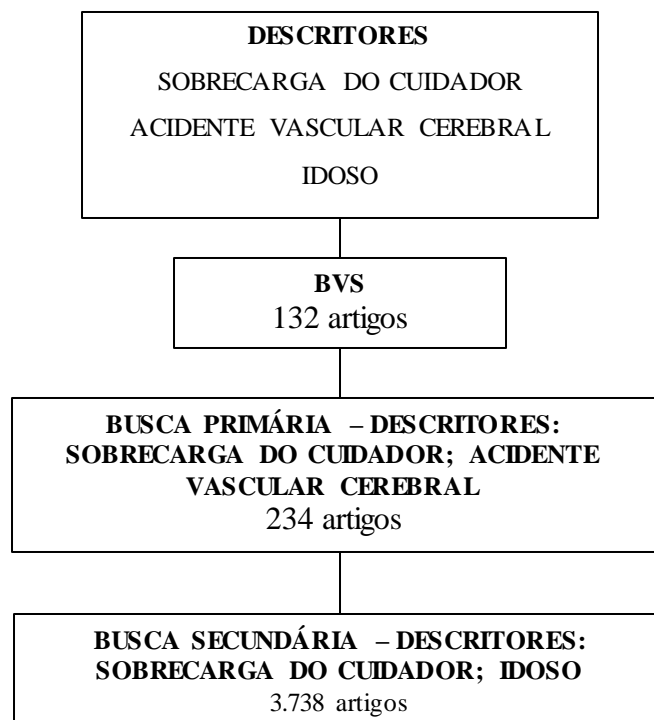 DESCRITORES
SOBRECARGA DO CUIDADOR
ACIDENTE VASCULAR CEREBRAL
IDOSO
BVS
132 artigos
BUSCA PRIMÁRIA – DESCRITORES:
SOBRECARGA DO CUIDADOR; ACIDENTE
VASCULAR CEREBRAL
234 artigos
BUSCA SECUNDÁRIA – DESCRITORES:
SOBRECARGA DO CUIDADOR; IDOSO
3.738 artigos